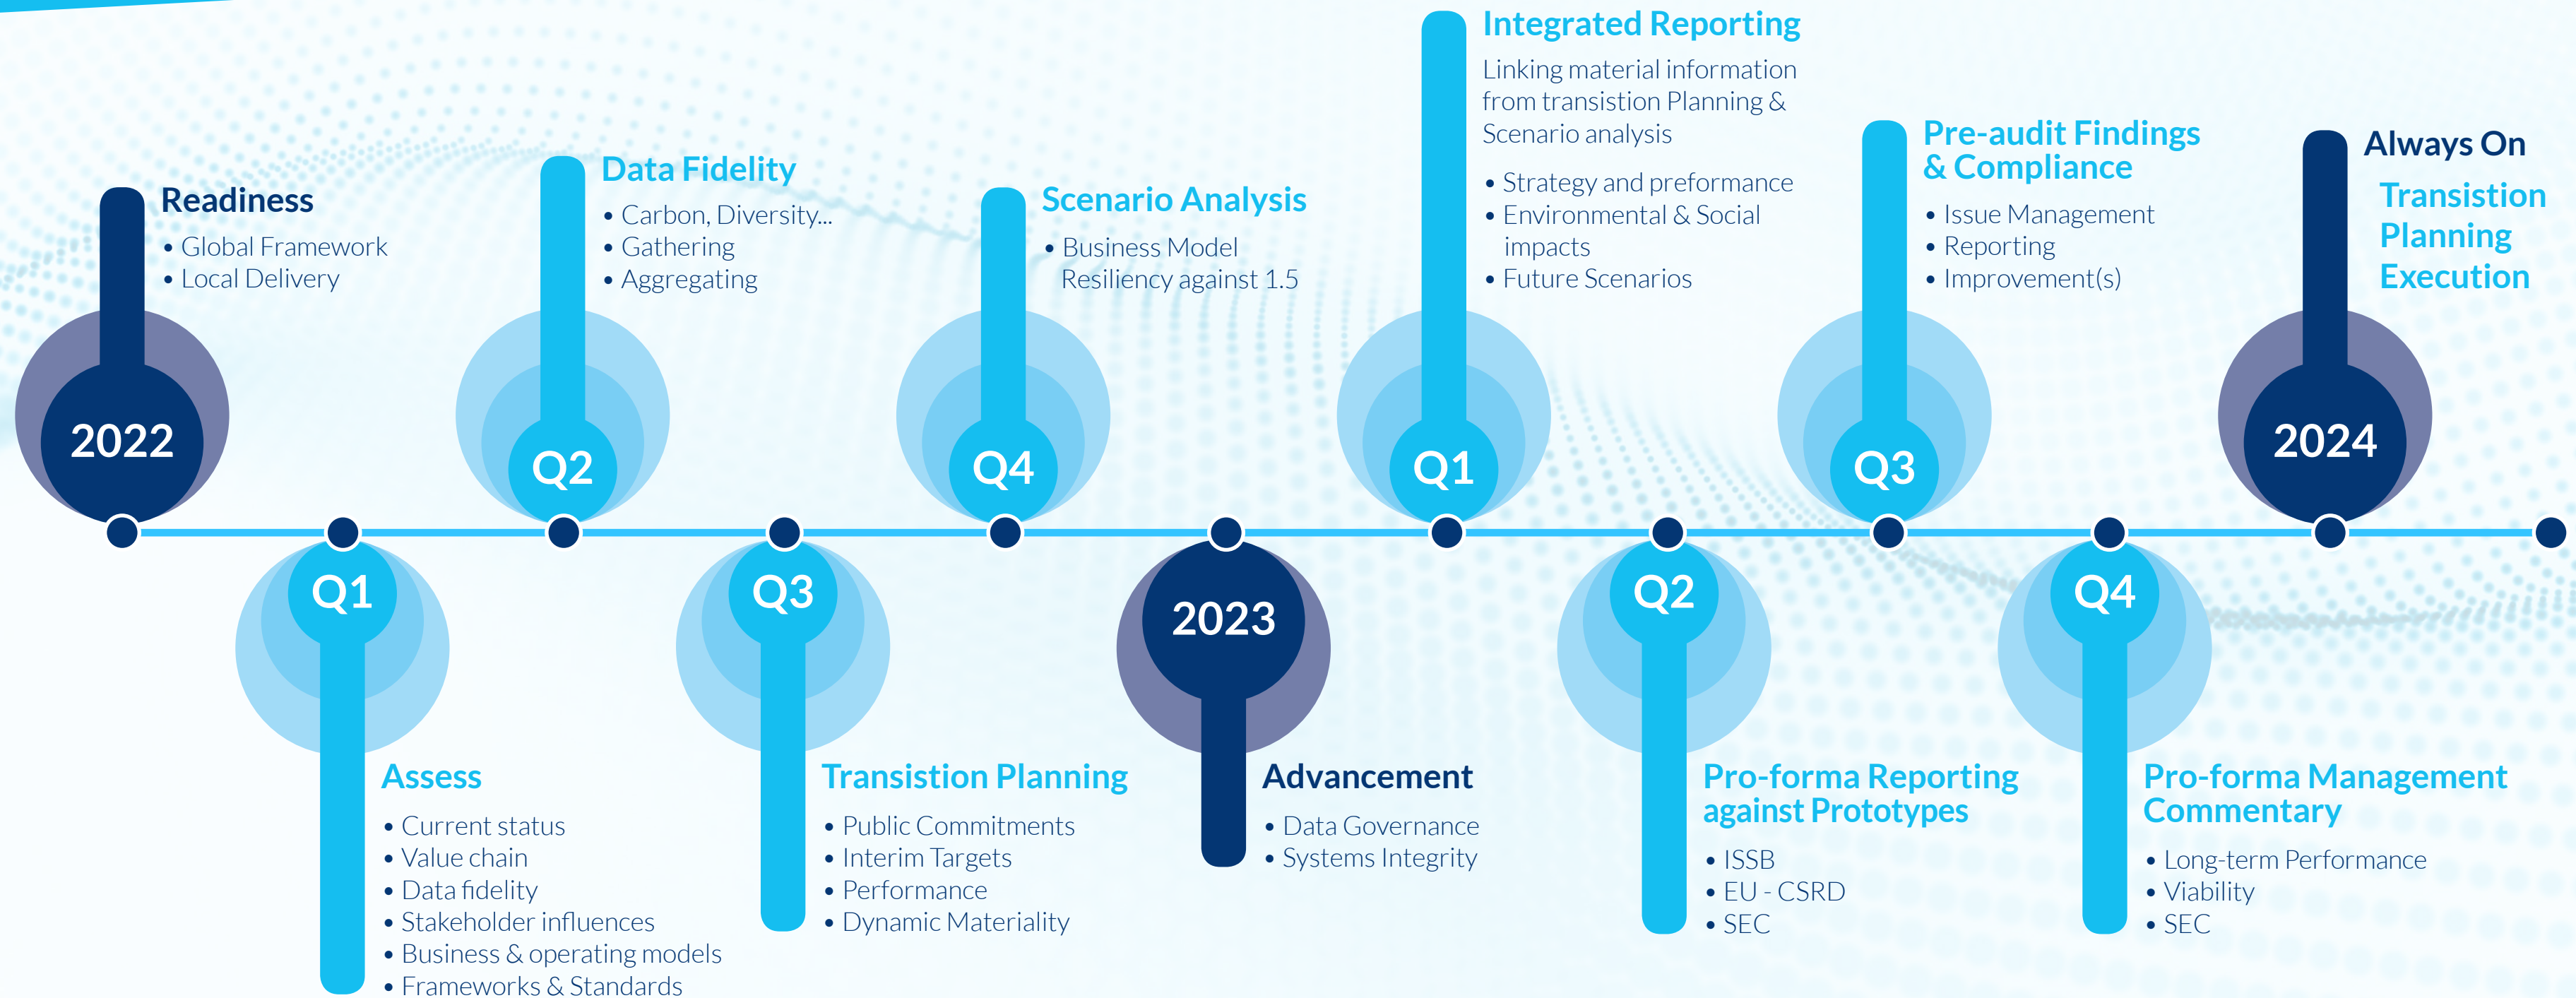 2022
Readiness
• Global Framework
• Local Delivery
Q1
Assess
• Current status
• Value chain
• Data fidelity
• Stakeholder influences
• Business & operating models
• Frameworks & Standards
Q2
Data Fidelity
• Carbon, Diversity...
• Gathering
• Aggregating
Q3
Transistion Planning
• Public Commitments
• Interim Targets
• Performance
• Dynamic Materiality
Q4
Scenario Analysis
• Business Model
Resiliency against 1.5
2023
Advancement
• Data Governance
• Systems Integrity
Q1
Integrated Reporting
Linking material information
from transistion Planning &
Scenario analysis
• Strategy and preformance
• Environmental & Social
impacts
• Future Scenarios
Q2
Pro-forma Reporting
against Prototypes
• ISSB
• EU - CSRD
• SEC
Q3
Pre-audit Findings
& Compliance
• Issue Management
• Reporting
• Improvement(s)
Q4
Pro-forma Management
Commentary
• Long-term Performance
• Viability
• SEC
2024
Always On
Transistion
Planning
Execution